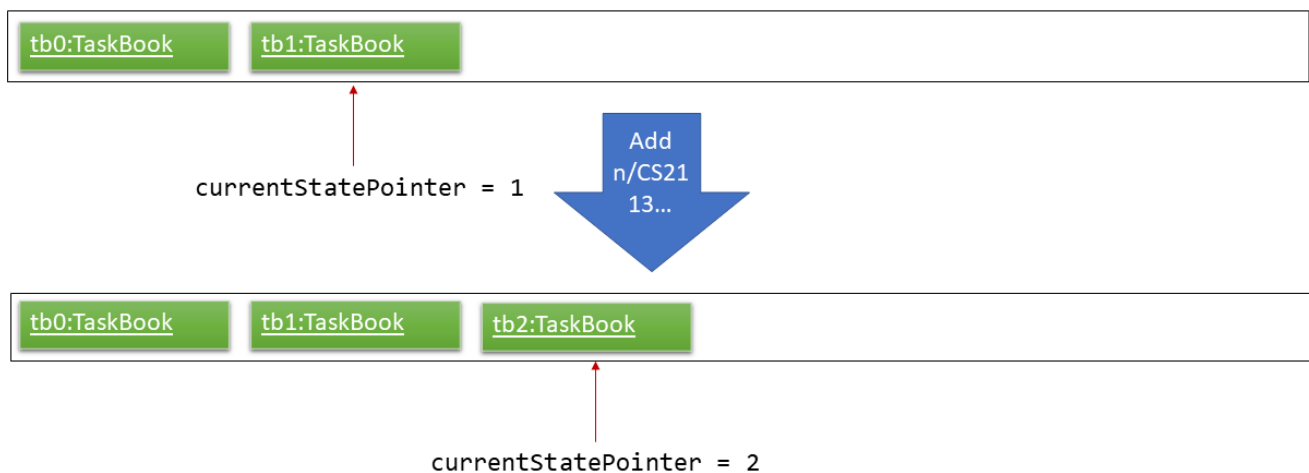 tb0:TaskBook
tb1:TaskBook
currentStatePointer = 1
Add
n/CS21
13...
tb0:TaskBook
tb1:TaskBook
tb2:TaskBook
currentStatePointer = 2